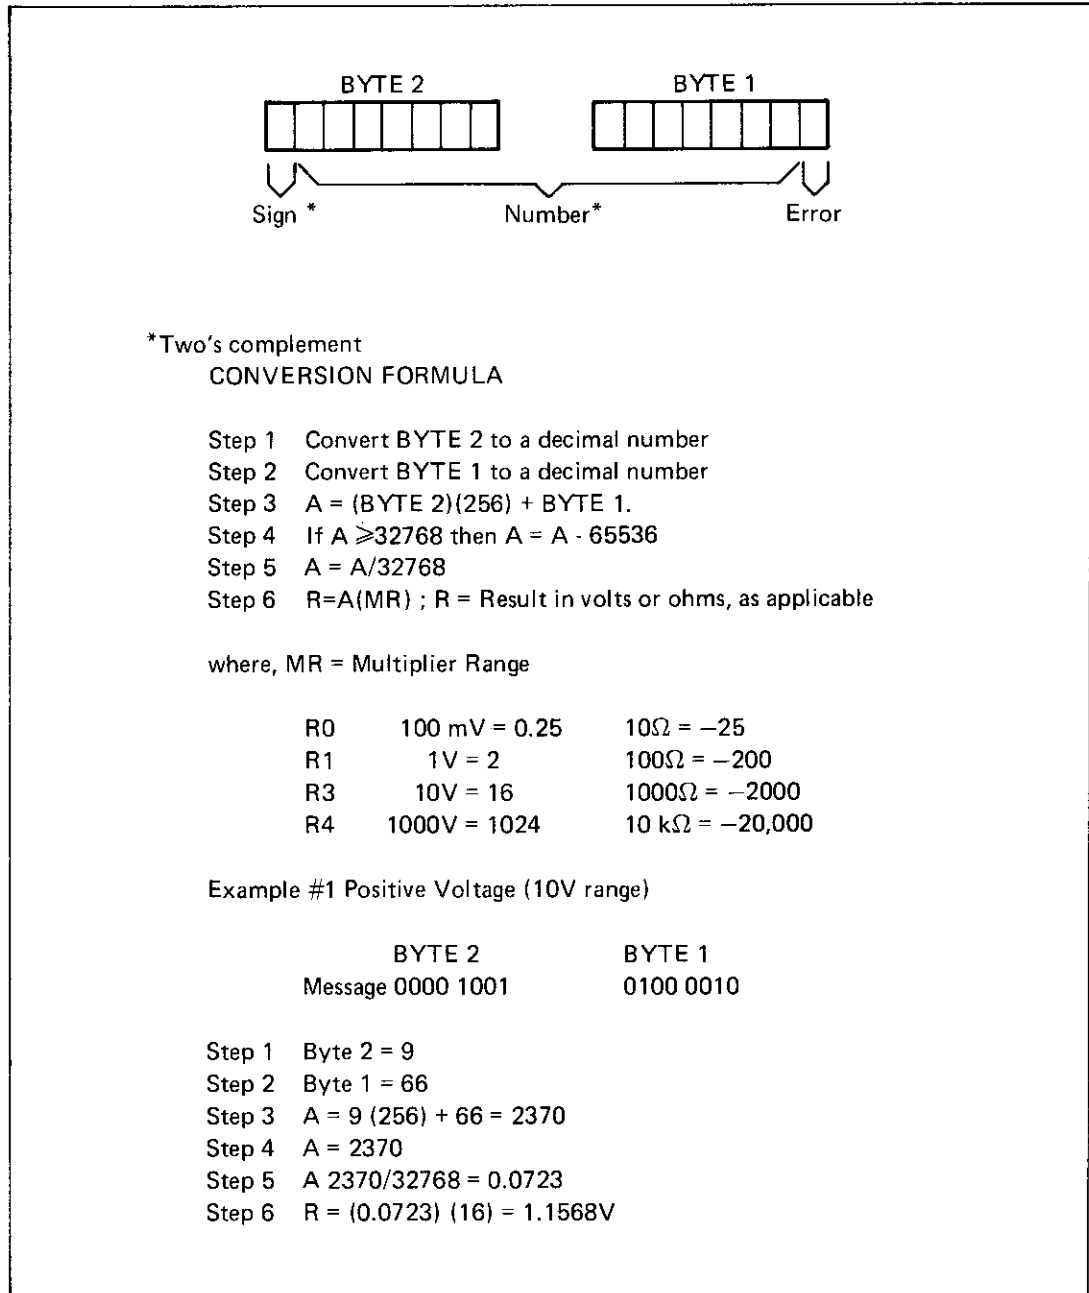 BYTE 2 BYTE 1
Sign * Number* Error
*Two's complement
CONVERSION FORMULA
Step 1 Convert BYTE 2 to a decimal number
Step 2 Convert BYTE 1 to a decimal number
Step 3 A = (BYTE 2)(256) + BYTE 1.
Step 4 If A ⩾32768 then A = A - 65536
Step 5 A = A/32768
Step 6 R=A(MR) ; R = Result in volts or ohms, as applicable
where, MR = Multiplier Range
R0 100 mV = 0.25 10Ω = −25
R1 1V = 2 100Ω = −200
R3 10V = 16 1000Ω = −2000
R4 1000V = 1024 10 kΩ = −20,000
Example #1 Positive Voltage (10V range)
BYTE 2 BYTE 1
Message 0000 1001 0100 0010
Step 1 Byte 2 = 9
Step 2 Byte 1 = 66
Step 3 A = 9 (256) + 66 = 2370
Step 4 A = 2370
Step 5 A 2370/32768 = 0.0723
Step 6 R = (0.0723) (16) = 1.1568V